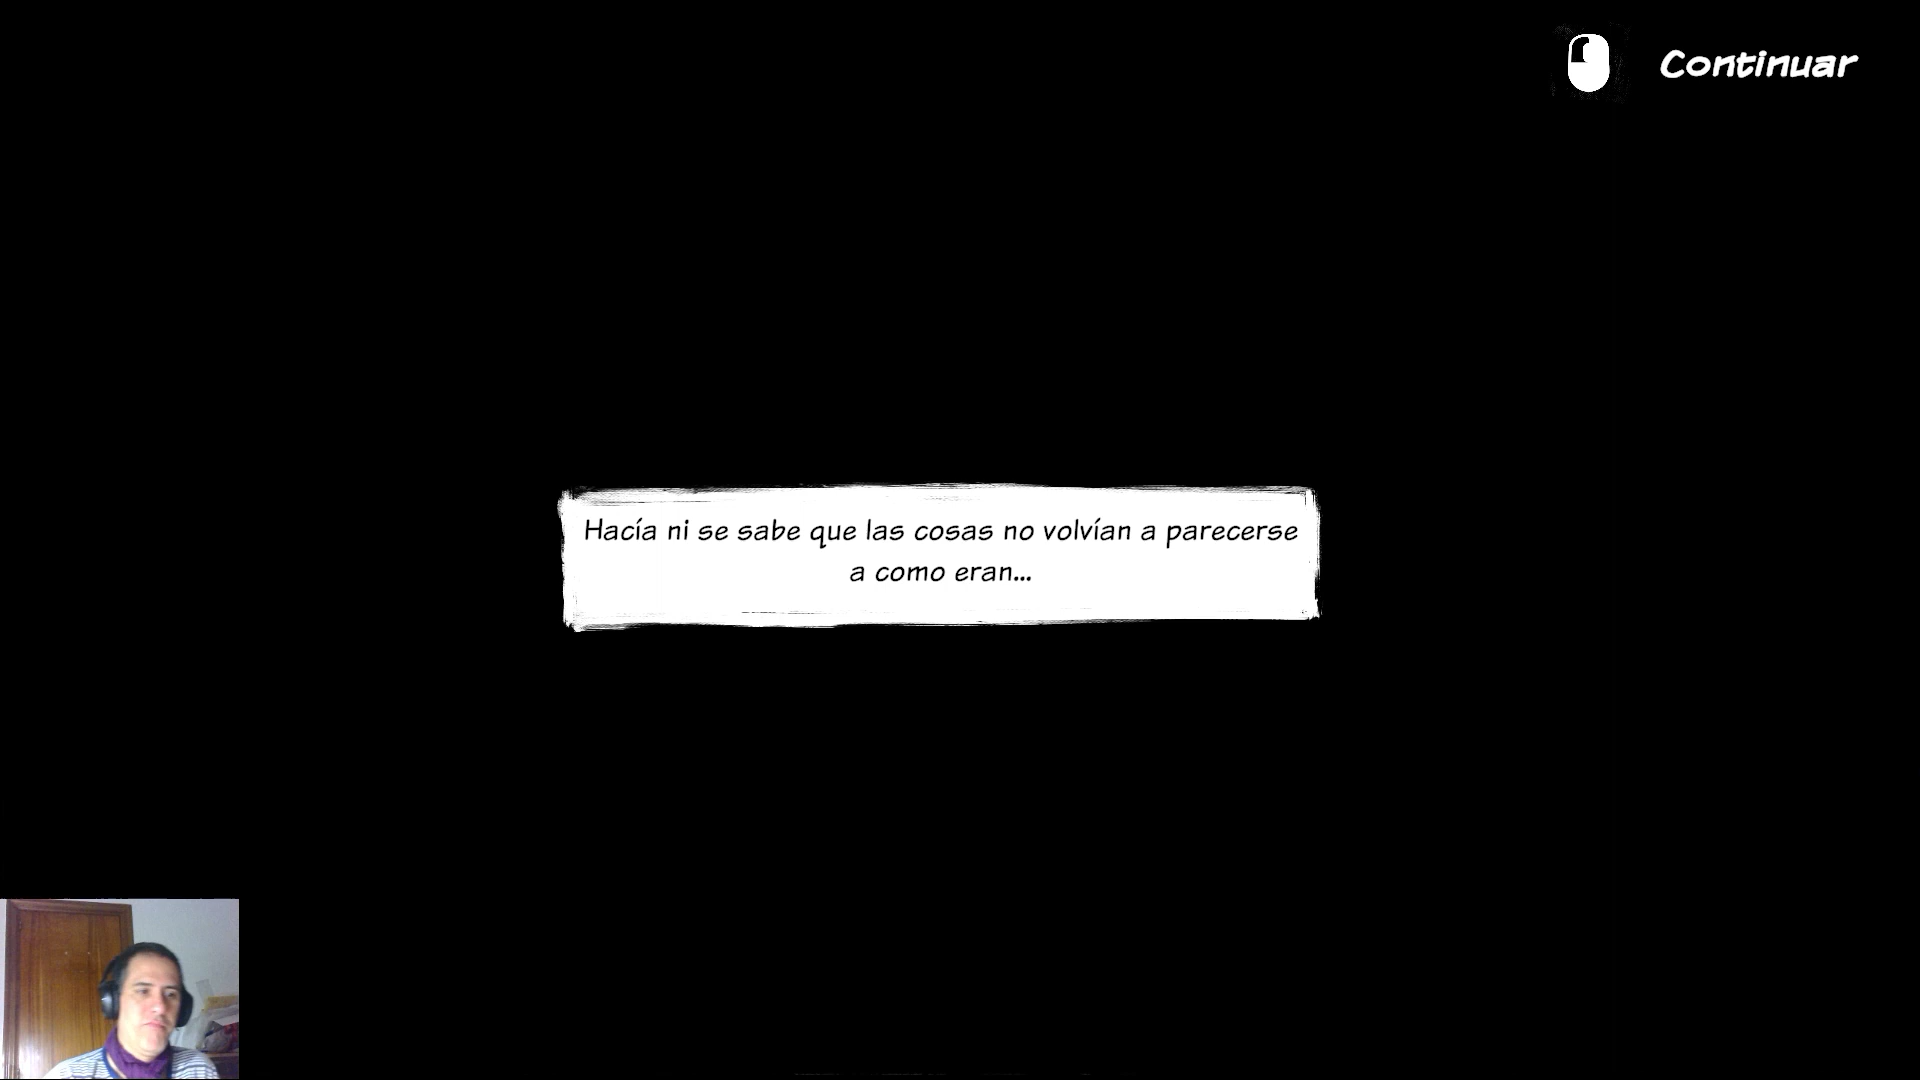 Continuar
Hacía ni se sabe que las cosas no volvían a parecerse
a como eran...